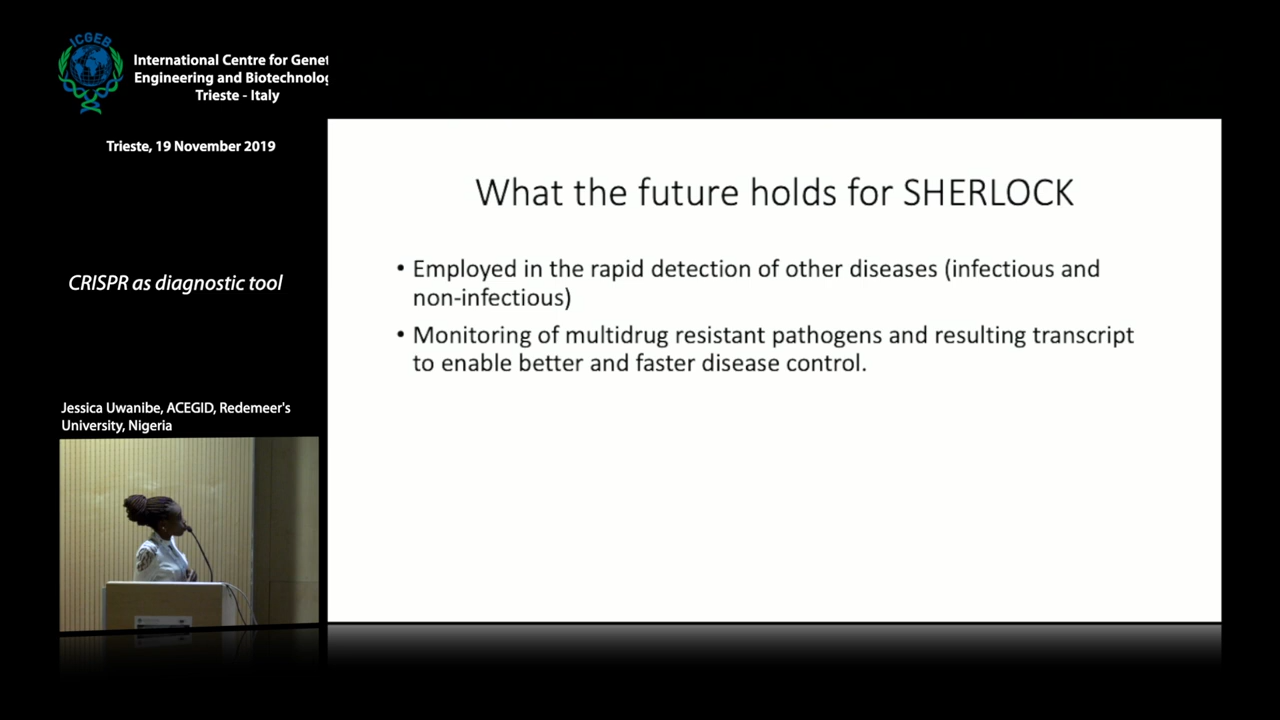 ICGEB
International Centre for Genet
Engineering and Biotechnolog
Trieste - Italy
Trieste, 19 November 2019
CRISPR as diagnostic tool
Jessica Uwanibe, ACEGID, Redemeer's
University, Nigeria
What the future holds for SHERLOCK
• Employed in the rapid detection of other diseases (infectious and
non-infectious)
• Monitoring of multidrug resistant pathogens and resulting transcript
to enable better and faster disease control.